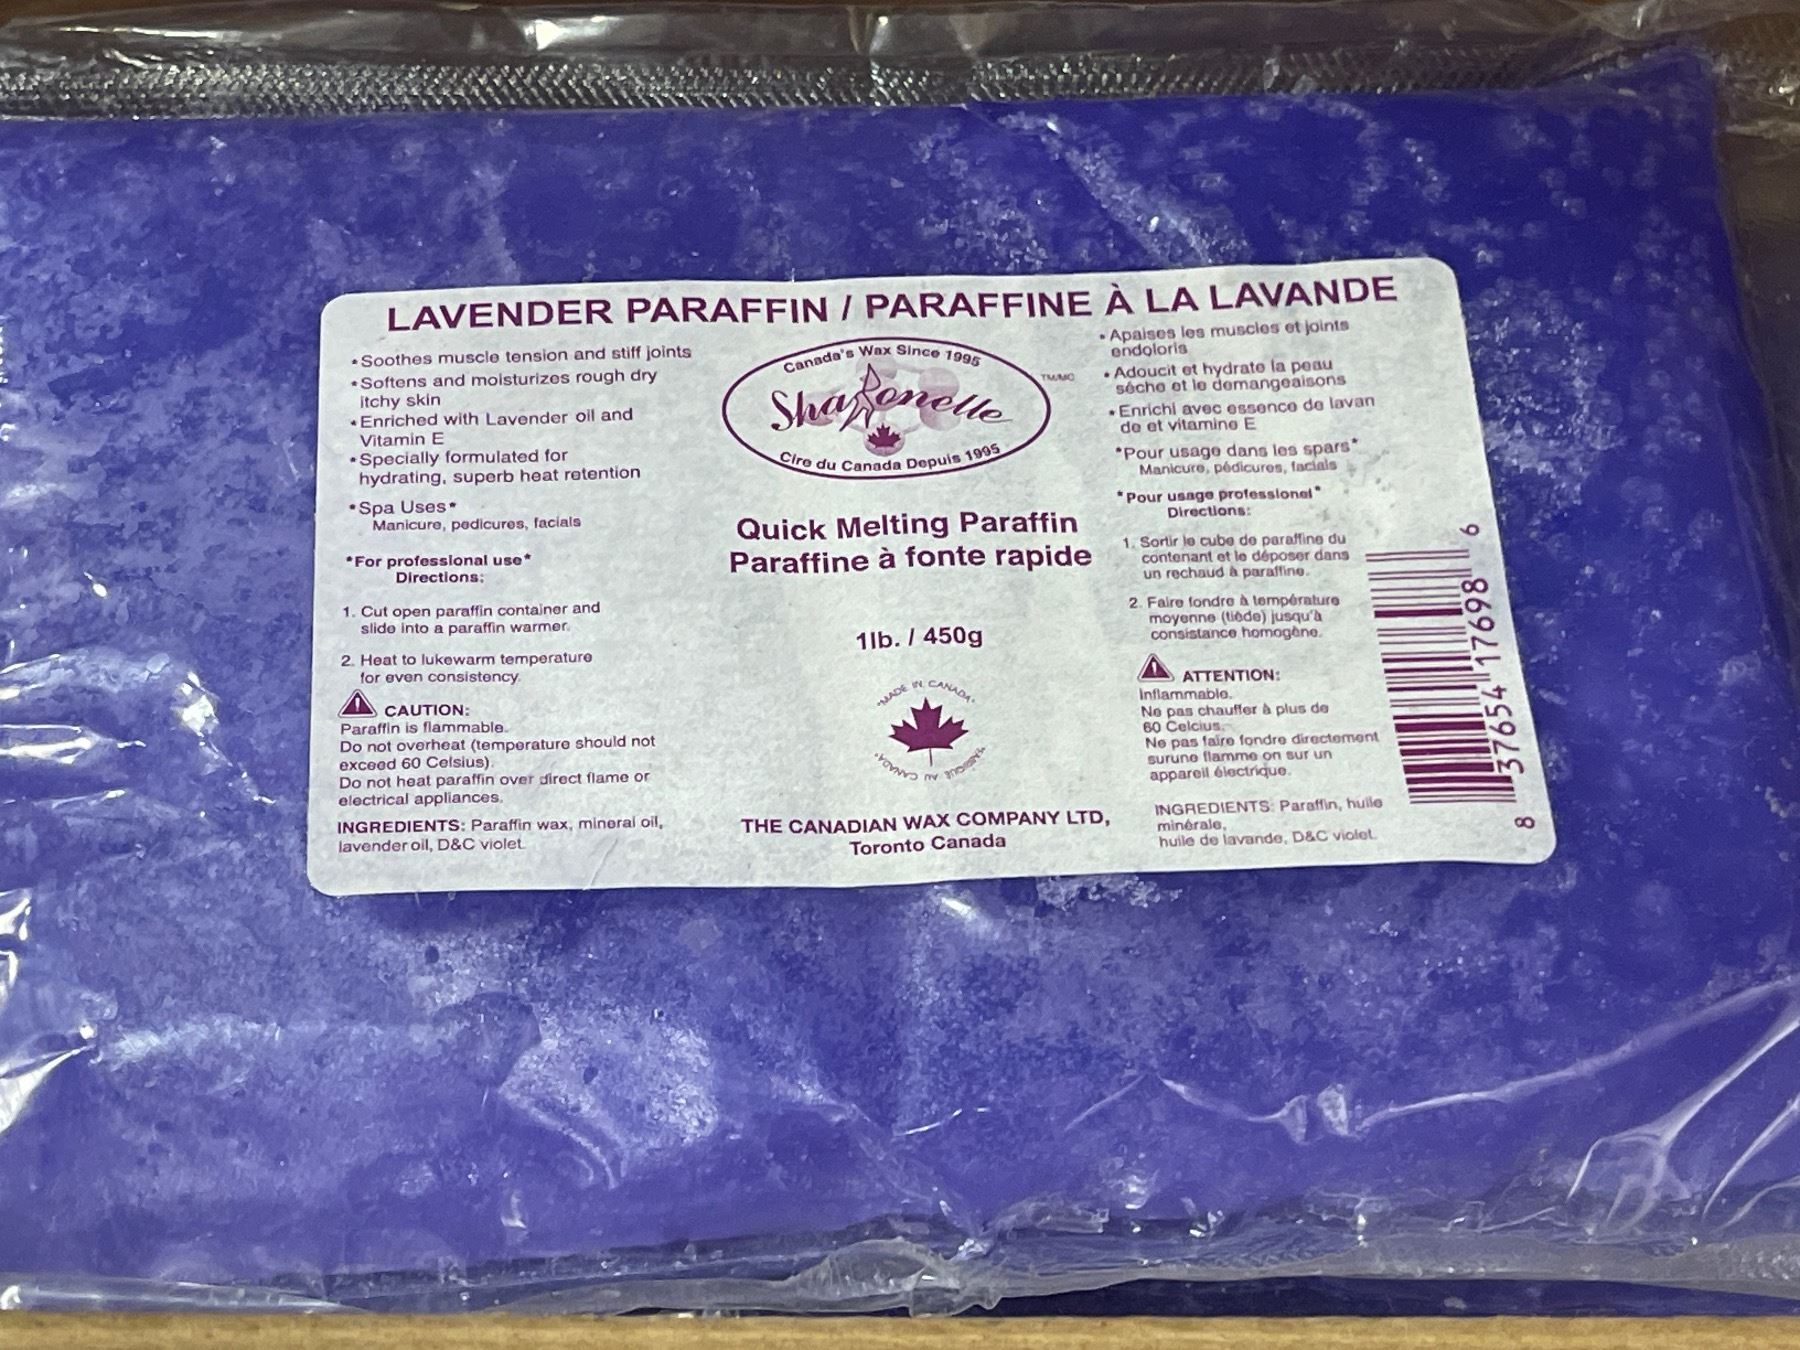 LAVENDER PARAFFIN / PARAFFINE À LA LAVANDE
*Soothes muscle tension and stiff joints
*Softens and moisturizes rough dry
itchy skin
*Enriched with Lavender oil and
Vitamin E
*Specially formulated for
hydrating, superb heat retention
*Spa Uses*
Manicure, pedicures, facials
*For professional use*
Directions:
1. Cut open paraffin container and
slide into a paraffin warmer.
2. Heat to lukewarm temperature
for even consistency.
CAUTION:
Paraffin is flammable.
Do not overheat (temperature should not
exceed 60 Celsius).
Do not heat paraffin over direct flame or
electrical appliances.
INGREDIENTS: Paraffin wax, mineral oil,
lavender oil, D&C violet.
Canada's Wax Since 1995
Sharonelle
TM/MC
Cire du Canada Depuis 1995
Quick Melting Paraffin
Paraffine à fonte rapide
1lb. / 450g
*MADE IN CANADA*
*FABRIQUÉ AU CANADA*
THE CANADIAN WAX COMPANY LTD,
Toronto Canada
*Apaises les muscles et joints
endoloris
*Adoucit et hydrate la peau
séche et le demangeaisons
*Enrichi avec essence de lavan
de et vitamine E
*Pour usage dans les spars*
Manicure, pédicures, facials
*Pour usage professionel*
Directions:
1. Sortir le cube de paraffine du
contenant et le déposer dans
un rechaud à paraffine.
2. Faire fondre à température
moyenne (tiède) jusqu'à
consistance homogène.
ATTENTION:
Inflammable.
Ne pas chauffer à plus de
60 Celcius.
Ne pas faire fondre directement
surune flamme on sur un
appareil électrique.
INGREDIENTS: Paraffin, huile
minérale,
huile de lavande, D&C violet.
8 37654 17698 6